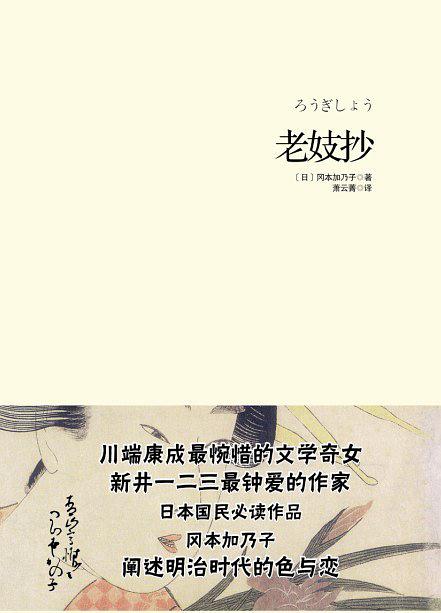 ろうぎしょう
老妓抄
〔日〕冈本加乃子◎著
萧云菁◎译
川端康成最惋惜的文学奇女
新井一二三最钟爱的作家
日本国民必读作品
冈本加乃子
阐述明治时代的色与恋